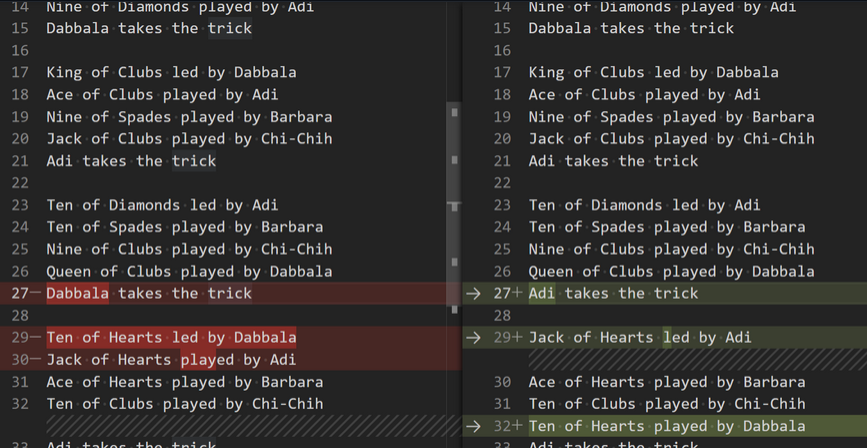 14 Nine of Diamonds played by Adi
15 Dabbala takes the trick
16
17 King of Clubs led by Dabbala
18 Ace of Clubs played by Adi
19 Nine of Spades played by Barbara
20 Jack of Clubs played by Chi-Chih
21 Adi takes the trick
22
23 Ten of Diamonds led by Adi
24 Ten of Spades played by Barbara
25 Nine of Clubs played by Chi-Chih
26 Queen of Clubs played by Dabbala
27− Dabbala takes the trick
28
29− Ten of Hearts led by Dabbala
30− Jack of Hearts played by Adi
31 Ace of Hearts played by Barbara
32 Ten of Clubs played by Chi-Chih
33 Adi takes the trick
14 Nine of Diamonds played by Adi
15 Dabbala takes the trick
16
17 King of Clubs led by Dabbala
18 Ace of Clubs played by Adi
19 Nine of Spades played by Barbara
20 Jack of Clubs played by Chi-Chih
21 Adi takes the trick
22
23 Ten of Diamonds led by Adi
24 Ten of Spades played by Barbara
25 Nine of Clubs played by Chi-Chih
26 Queen of Clubs played by Dabbala
→ 27+ Adi takes the trick
28
→ 29+ Jack of Hearts led by Adi
30 Ace of Hearts played by Barbara
31 Ten of Clubs played by Chi-Chih
→ 32+ Ten of Hearts played by Dabbala
33 Adi takes the trick